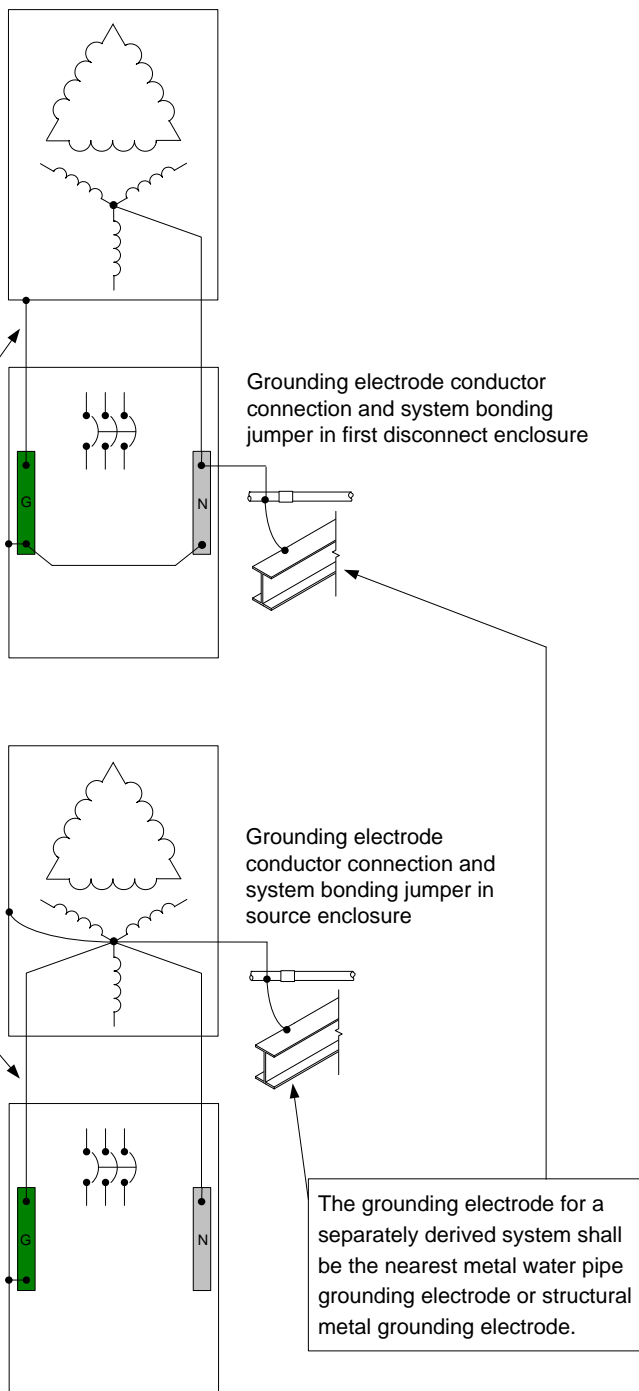 Grounding electrode conductor
connection and system bonding
jumper in first disconnect enclosure
G
N
Grounding electrode
conductor connection and
system bonding jumper in
source enclosure
G
N
The grounding electrode for a
separately derived system shall
be the nearest metal water pipe
grounding electrode or structural
metal grounding electrode.